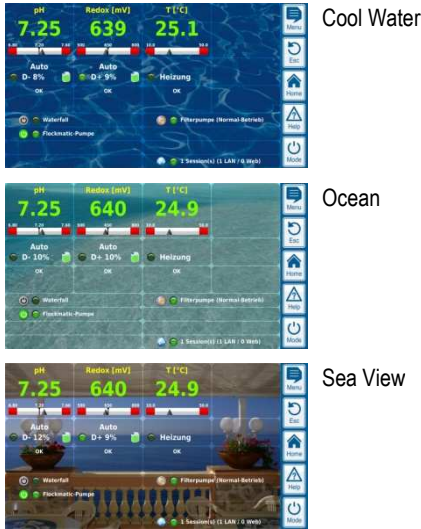 pH Redox [mV] T [°C]
7.25 639 25.1
Auto Auto
D- 8% D+ 9% Heizung
OK OK OK
Waterfall Filterpumpe (Normal-Betrieb)
Flockmatic-Pumpe
1 Session(s) (1 LAN / 0 Web)
Menu
Esc
Home
Help
Mode
Cool Water
pH Redox [mV] T [°C]
7.25 640 24.9
Auto Auto
D- 10% D+ 10% Heizung
OK OK OK
Waterfall Filterpumpe (Normal-Betrieb)
Flockmatic-Pumpe
1 Session(s) (1 LAN / 0 Web)
Menu
Esc
Home
Help
Mode
Ocean
pH Redox [mV] T [°C]
7.25 640 24.9
Auto Auto
D- 12% D+ 9% Heizung
OK OK OK
Waterfall Filterpumpe (Normal-Betrieb)
Flockmatic-Pumpe
1 Session(s) (1 LAN / 0 Web)
Menu
Esc
Home
Help
Mode
Sea View